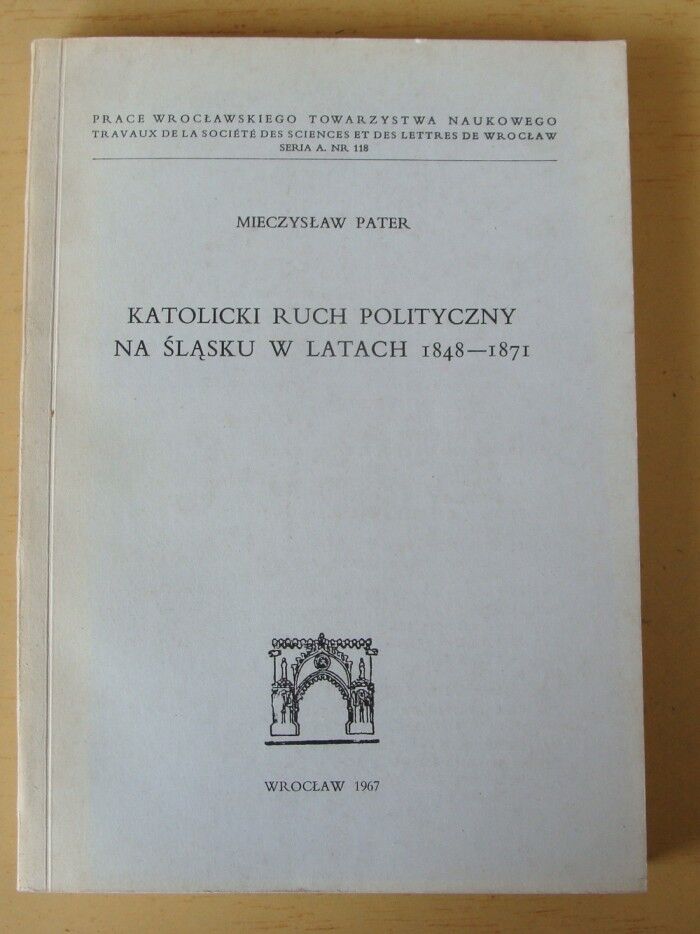 PRACE WROCŁAWSKIEGO TOWARZYSTWA NAUKOWEGO
TRAVAUX DE LA SOCIÉTÉ DES SCIENCES ET DES LETTRES DE WROCŁAW
SERIA A. NR 118
MIECZYSŁAW PATER
KATOLICKI RUCH POLITYCZNY
NA ŚLĄSKU W LATACH 1848—1871
WROCŁAW 1967